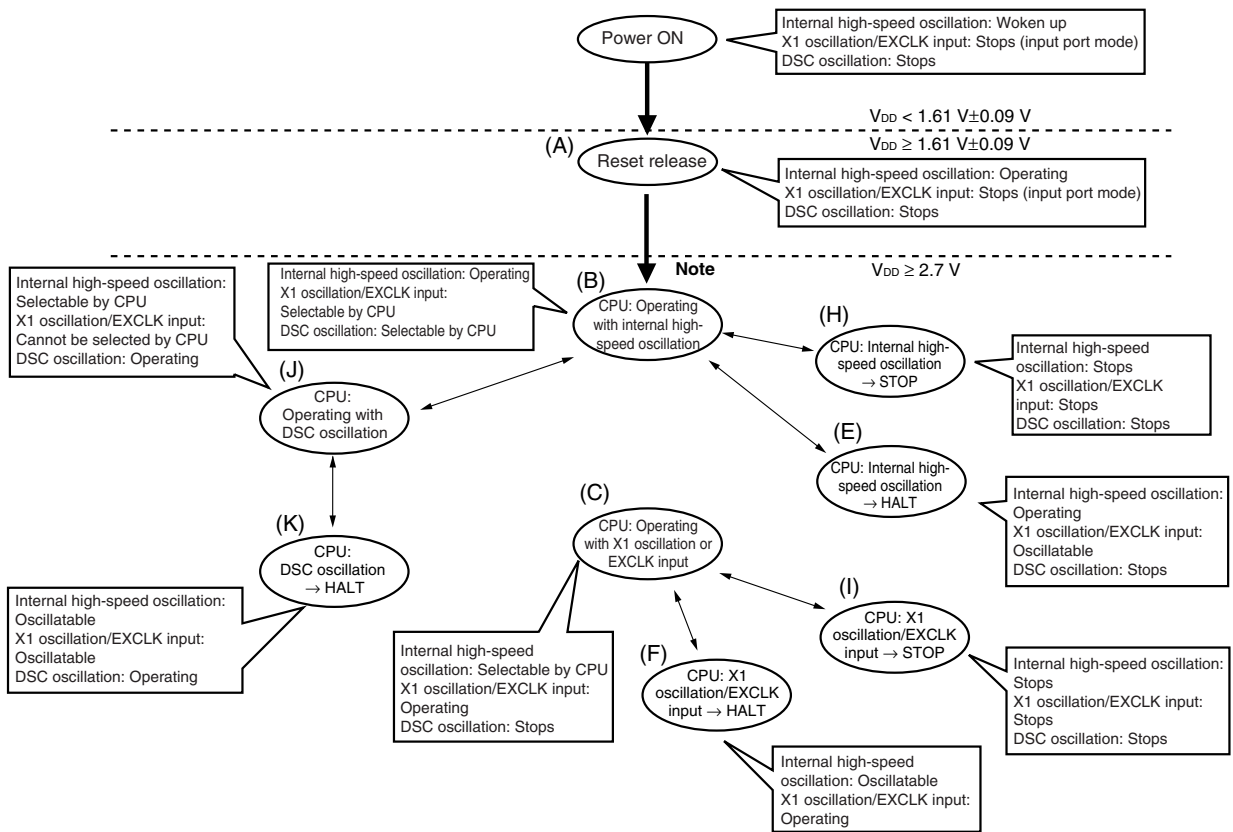 Power ON
Internal high-speed oscillation: Woken up
X1 oscillation/EXCLK input: Stops (input port mode)
DSC oscillation: Stops
VDD < 1.61 V±0.09 V
VDD ≥ 1.61 V±0.09 V
(A)
Reset release
Internal high-speed oscillation: Operating
X1 oscillation/EXCLK input: Stops (input port mode)
DSC oscillation: Stops
Note
VDD ≥ 2.7 V
Internal high-speed oscillation:
Selectable by CPU
X1 oscillation/EXCLK input:
Cannot be selected by CPU
DSC oscillation: Operating
Internal high-speed oscillation: Operating
X1 oscillation/EXCLK input:
Selectable by CPU
DSC oscillation: Selectable by CPU
(B)
CPU: Operating
with internal high-
speed oscillation
(H)
CPU: Internal high-
speed oscillation
→ STOP
Internal high-speed
oscillation: Stops
X1 oscillation/EXCLK
input: Stops
DSC oscillation: Stops
(J)
CPU:
Operating with
DSC oscillation
(E)
CPU: Internal high-
speed oscillation
→ HALT
Internal high-speed oscillation:
Operating
X1 oscillation/EXCLK input:
Oscillatable
DSC oscillation: Stops
(C)
CPU: Operating
with X1 oscillation or
EXCLK input
(K)
CPU:
DSC oscillation
→ HALT
Internal high-speed oscillation:
Oscillatable
X1 oscillation/EXCLK input:
Oscillatable
DSC oscillation: Operating
(I)
CPU: X1
oscillation/EXCLK
input → STOP
Internal high-speed
oscillation: Selectable by CPU
X1 oscillation/EXCLK input:
Operating
DSC oscillation: Stops
(F)
CPU: X1
oscillation/EXCLK
input → HALT
Internal high-speed oscillation:
Stops
X1 oscillation/EXCLK input:
Stops
DSC oscillation: Stops
Internal high-speed
oscillation: Oscillatable
X1 oscillation/EXCLK input:
Operating